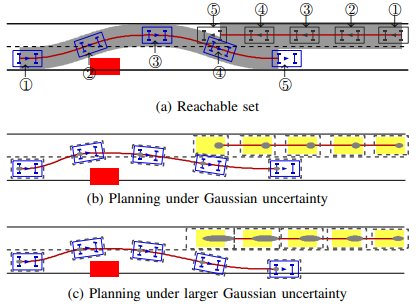 ⑤ ④ ③ ② ①
① ② ③ ④ ⑤
(a) Reachable set
(b) Planning under Gaussian uncertainty
(c) Planning under larger Gaussian uncertainty